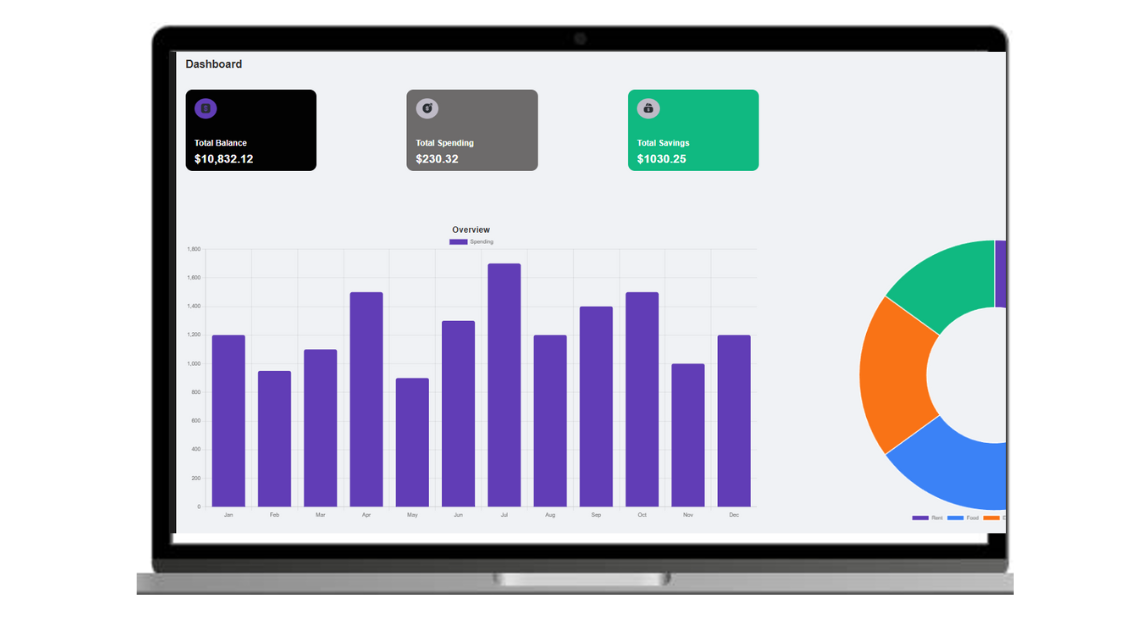 Dashboard
Total Balance
$10,832.12
Total Spending
$230.32
Total Savings
$1030.25
Overview
Spending
1,800
1,600
1,400
1,200
1,000
800
600
400
200
0
Jan Feb Mar Apr May Jun Jul Aug Sep Oct Nov Dec
Rent Food